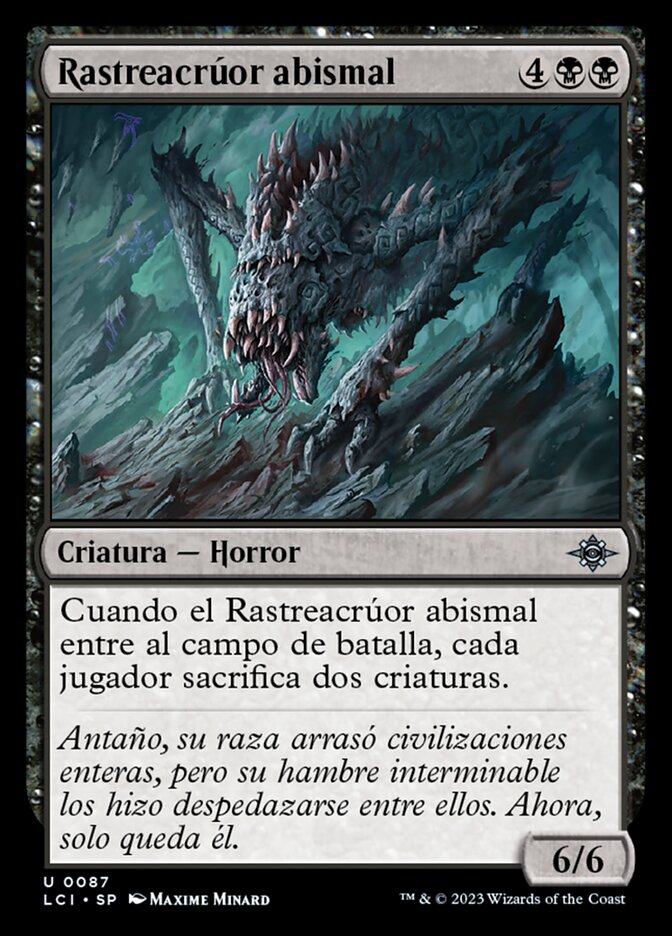 Rastreacrúor abismal 4
Criatura — Horror
Cuando el Rastreacrúor abismal
entre al campo de batalla, cada
jugador sacrifica dos criaturas.
Antaño, su raza arrasó civilizaciones
enteras, pero su hambre interminable
los hizo despedazarse entre ellos. Ahora,
solo queda él.
6/6
U 0087
LCI • SP Maxime Minard
™ & © 2023 Wizards of the Coast